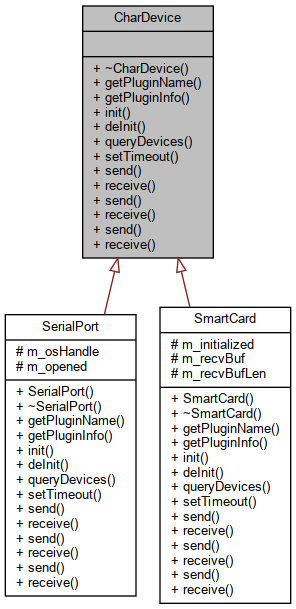 CharDevice
+ ~CharDevice()
+ getPluginName()
+ getPluginInfo()
+ init()
+ deInit()
+ queryDevices()
+ setTimeout()
+ send()
+ receive()
+ send()
+ receive()
+ send()
+ receive()
SerialPort
# m_osHandle
# m_opened
+ SerialPort()
+ ~SerialPort()
+ getPluginName()
+ getPluginInfo()
+ init()
+ deInit()
+ queryDevices()
+ setTimeout()
+ send()
+ receive()
+ send()
+ receive()
+ send()
+ receive()
SmartCard
# m_initialized
# m_recvBuf
# m_recvBufLen
+ SmartCard()
+ ~SmartCard()
+ getPluginName()
+ getPluginInfo()
+ init()
+ deInit()
+ queryDevices()
+ setTimeout()
+ send()
+ receive()
+ send()
+ receive()
+ send()
+ receive()